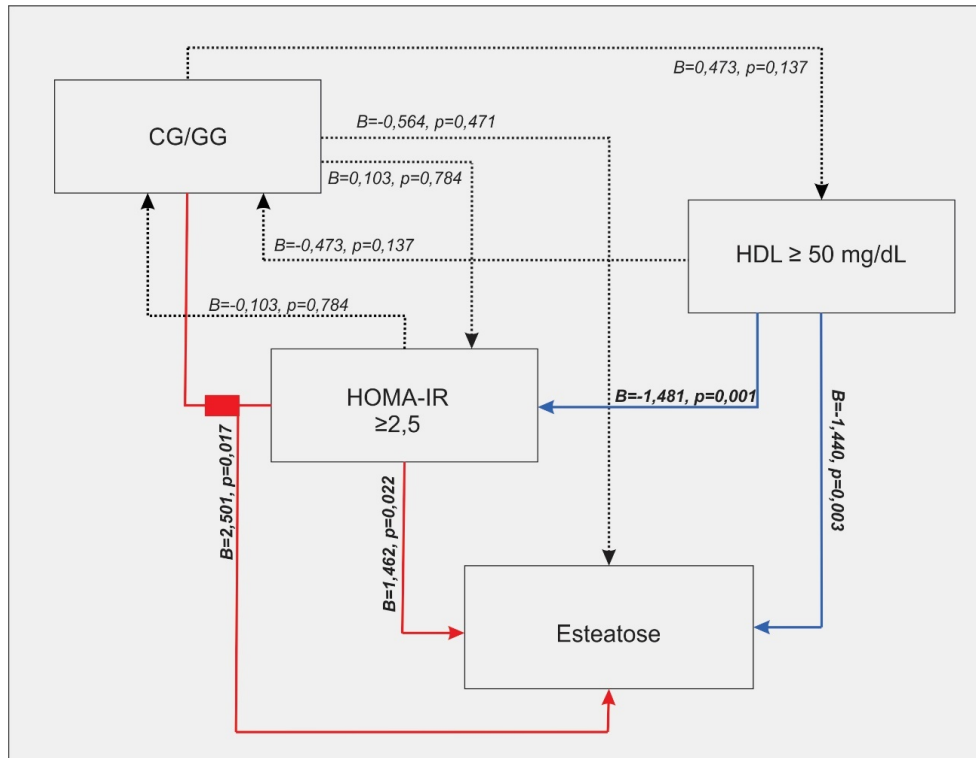 B=0,473, p=0,137
CG/GG
B=-0,564, p=0,471
B=0,103, p=0,784
B=-0,473, p=0,137
HDL ≥ 50 mg/dL
B=-0,103, p=0,784
HOMA-IR
≥2,5
B=-1,481, p=0,001
B=-1,440, p=0,003
B=2,501, p=0,017
B=1,462, p=0,022
Esteatose